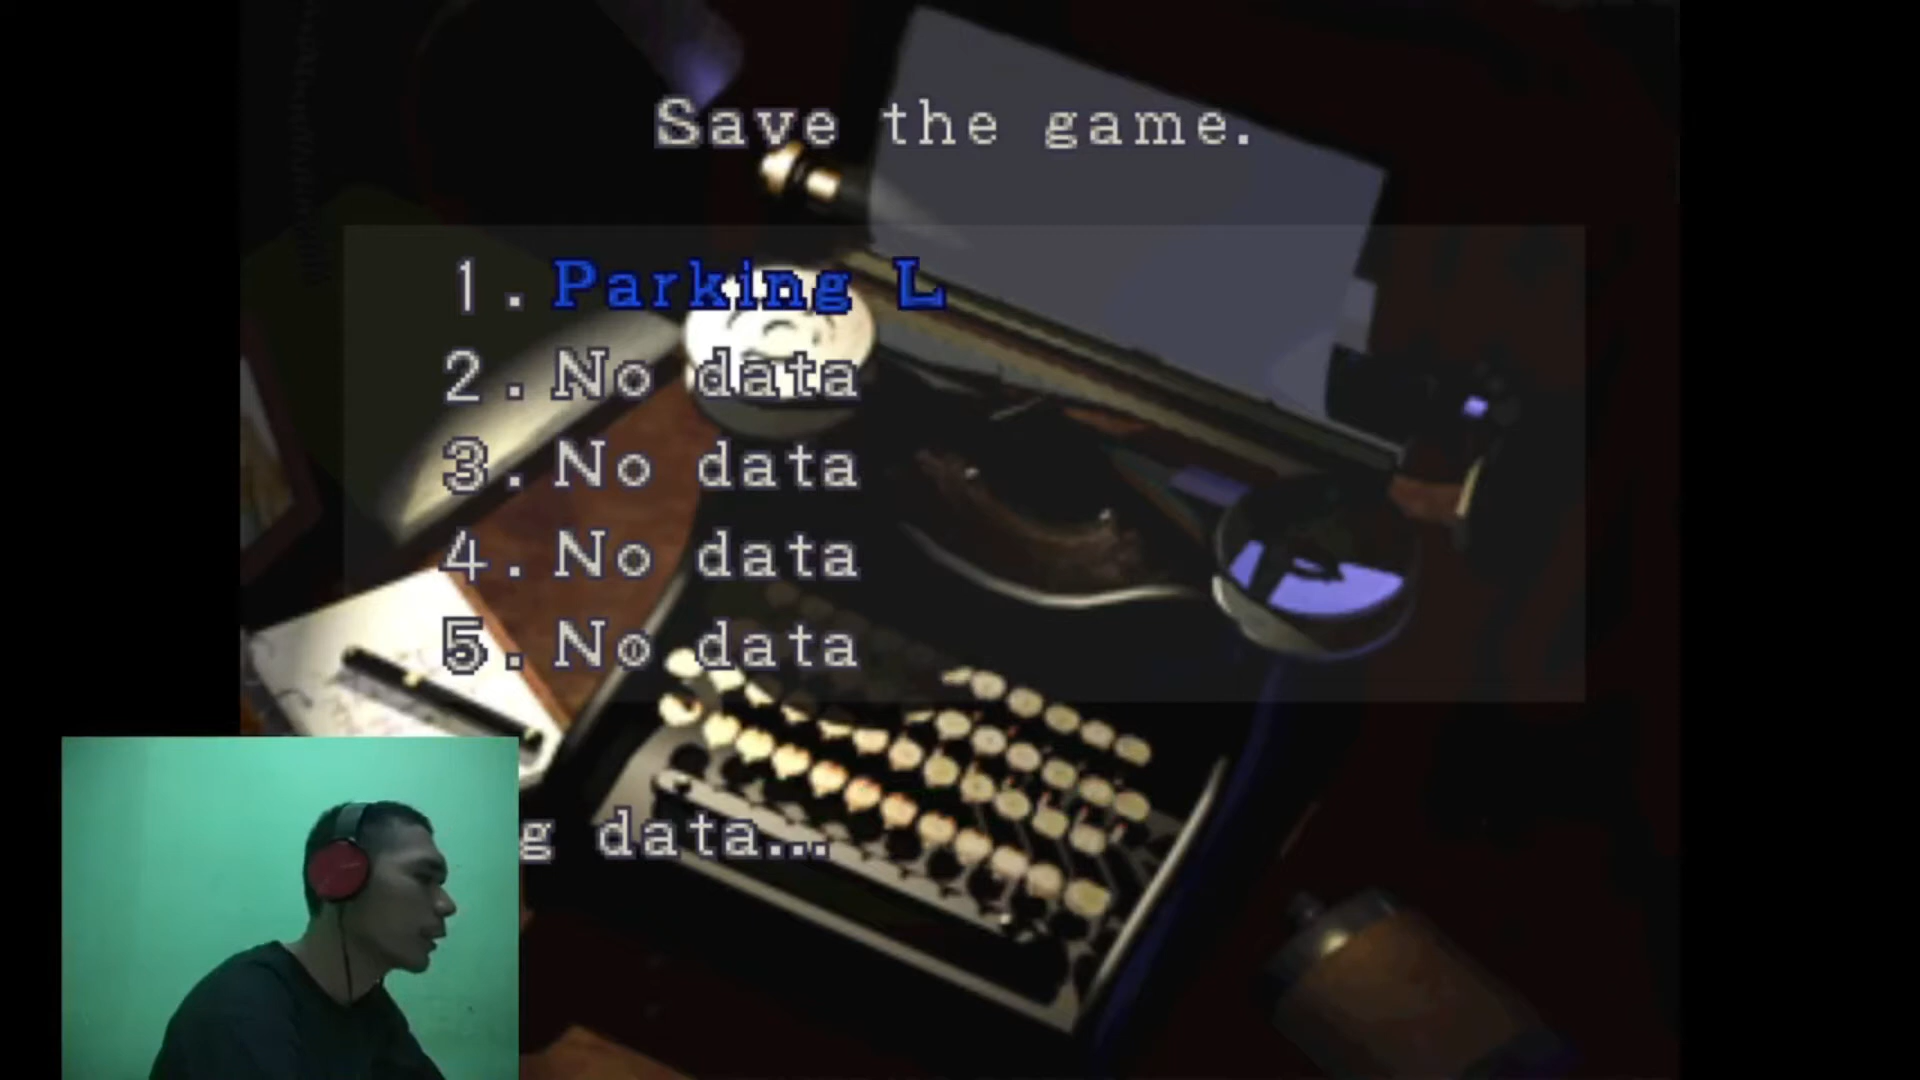 Save the game.
1. Parking L
2. No data
3. No data
4. No data
5. No data
g data...